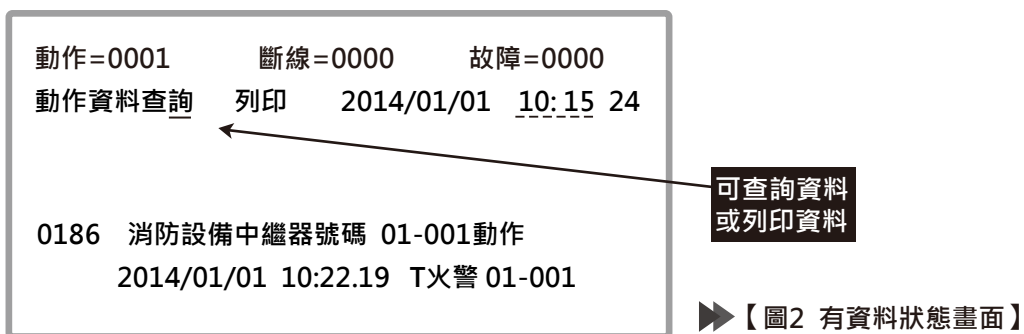 動作=0001 斷線=0000 故障=0000
動作資料查詢 列印 2014/01/01 10:15 24
可查詢資料
或列印資料
0186 消防設備中繼器號碼 01-001動作
2014/01/01 10:22.19 T火警 01-001
【圖2 有資料狀態畫面】